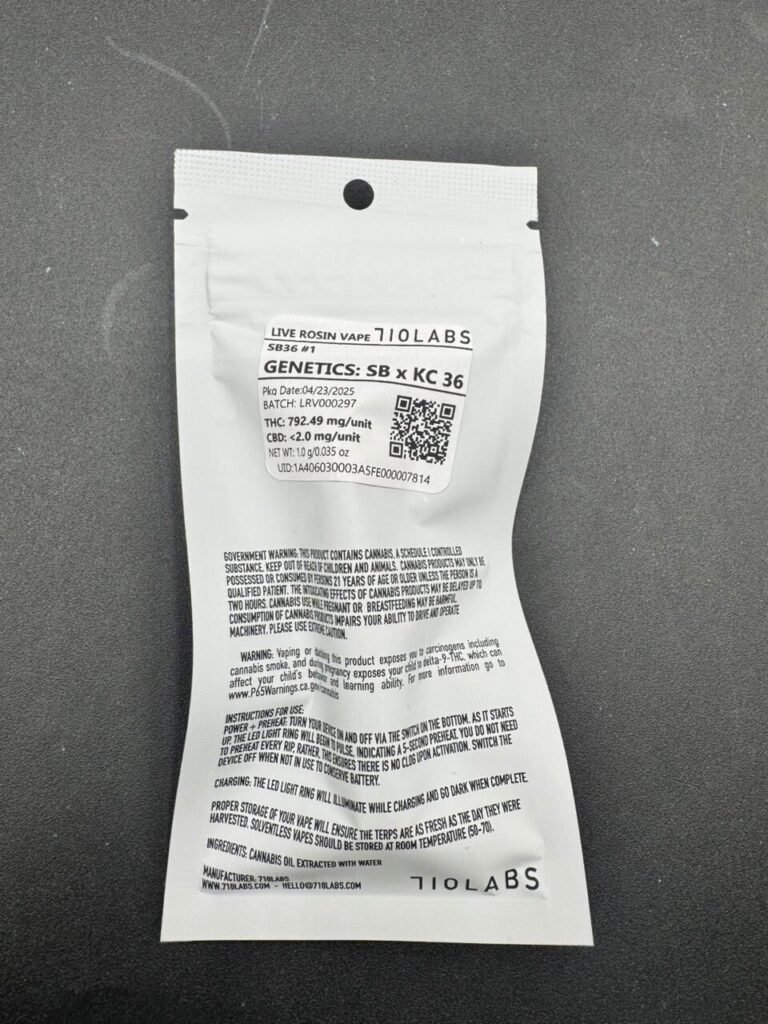 LIVE ROSIN VAPE 710LABS
SB36 #1
GENETICS: SB x KC 36
Pkg Date:04/23/2025
BATCH: LRV000297
THC: 792.49 mg/unit
CBD: <2.0 mg/unit
NET WT: 1.0 g/0.035 oz
UID:1A4060300O3A5FE000007814
GOVERNMENT WARNING: THIS PRODUCT CONTAINS CANNABIS, A SCHEDULE I CONTROLLED
SUBSTANCE. KEEP OUT OF REACH OF CHILDREN AND ANIMALS. CANNABIS PRODUCTS MAY ONLY BE
POSSESSED OR CONSUMED BY PERSONS 21 YEARS OF AGE OR OLDER UNLESS THE PERSON IS A
QUALIFIED PATIENT. THE INTOXICATING EFFECTS OF CANNABIS PRODUCTS MAY BE DELAYED UP TO
TWO HOURS. CANNABIS USE WHILE PREGNANT OR BREASTFEEDING MAY BE HARMFUL.
CONSUMPTION OF CANNABIS PRODUCTS IMPAIRS YOUR ABILITY TO DRIVE AND OPERATE
MACHINERY. PLEASE USE EXTREME CAUTION.
WARNING: Vaping or dabbing this product exposes you to carcinogens including
cannabis smoke, and during pregnancy exposes your child to delta-9-THC, which can
affect your child's behavior and learning ability. For more information go to
www.P65Warnings.ca.gov/cannabis
INSTRUCTIONS FOR USE:
POWER + PREHEAT: TURN YOUR DEVICE ON AND OFF VIA THE SWITCH ON THE BOTTOM. AS IT STARTS
UP, THE LED LIGHT RING WILL BEGIN TO PULSE, INDICATING A 5-SECOND PREHEAT. YOU DO NOT NEED
TO PREHEAT EVERY RIP. RATHER, THIS ENSURES THERE IS NO CLOG UPON ACTIVATION. SWITCH THE
DEVICE OFF WHEN NOT IN USE TO CONSERVE BATTERY.
CHARGING: THE LED LIGHT RING WILL ILLUMINATE WHILE CHARGING AND GO DARK WHEN COMPLETE.
PROPER STORAGE OF YOUR VAPE WILL ENSURE THE TERPS ARE AS FRESH AS THE DAY THEY WERE
HARVESTED. SOLVENTLESS VAPES SHOULD BE STORED AT ROOM TEMPERATURE (50-70).
INGREDIENTS: CANNABIS OIL EXTRACTED WITH WATER
MANUFACTURER: 710LABS
WWW.710LABS.COM - HELLO@710LABS.COM
710LABS